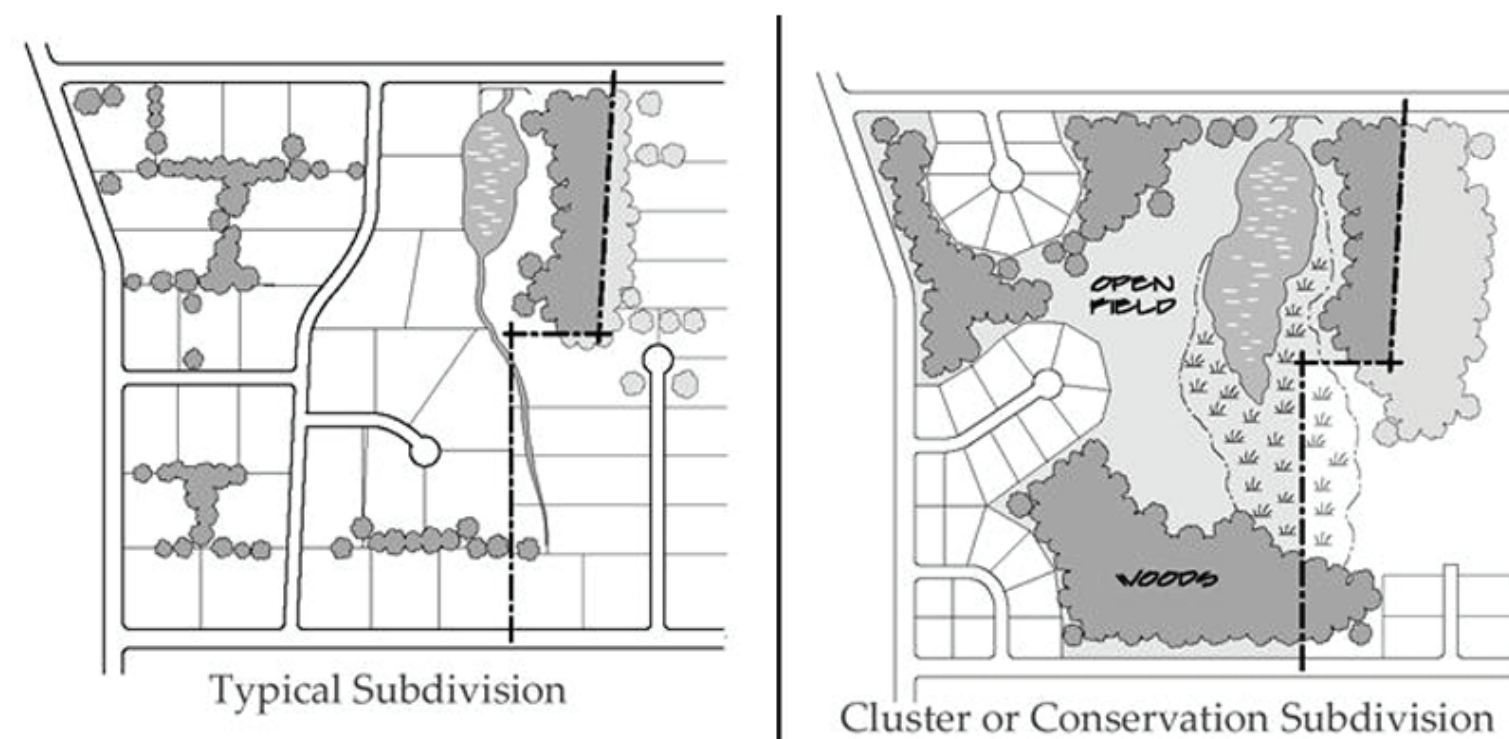 Typical Subdivision
OPEN
FIELD
WOODS
Cluster or Conservation Subdivision